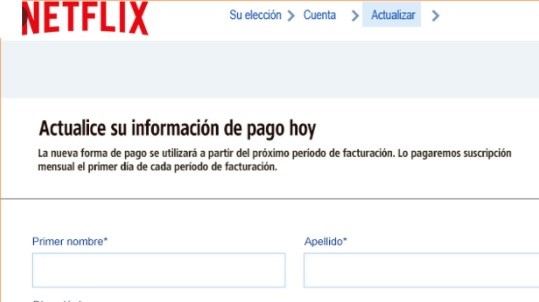 NETFLIX
Su elección > Cuenta > Actualizar >
Actualice su información de pago hoy
La nueva forma de pago se utilizará a partir del próximo período de facturación. Lo pagaremos suscripción
mensual el primer día de cada período de facturación.
Primer nombre* Apellido*